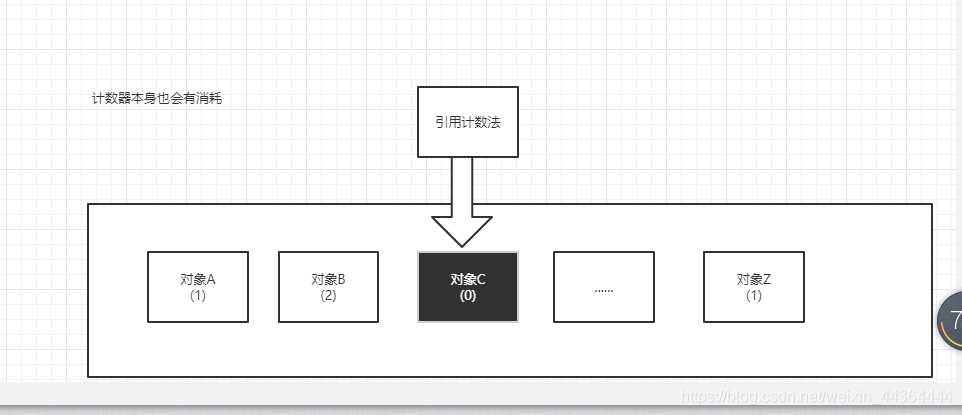 计数器本身也会有消耗
引用计数法
对象A
(1)
对象B
(2)
对象C
(0)
......
对象Z
(1)
7
https://blog.csdn.net/weixin_44364444